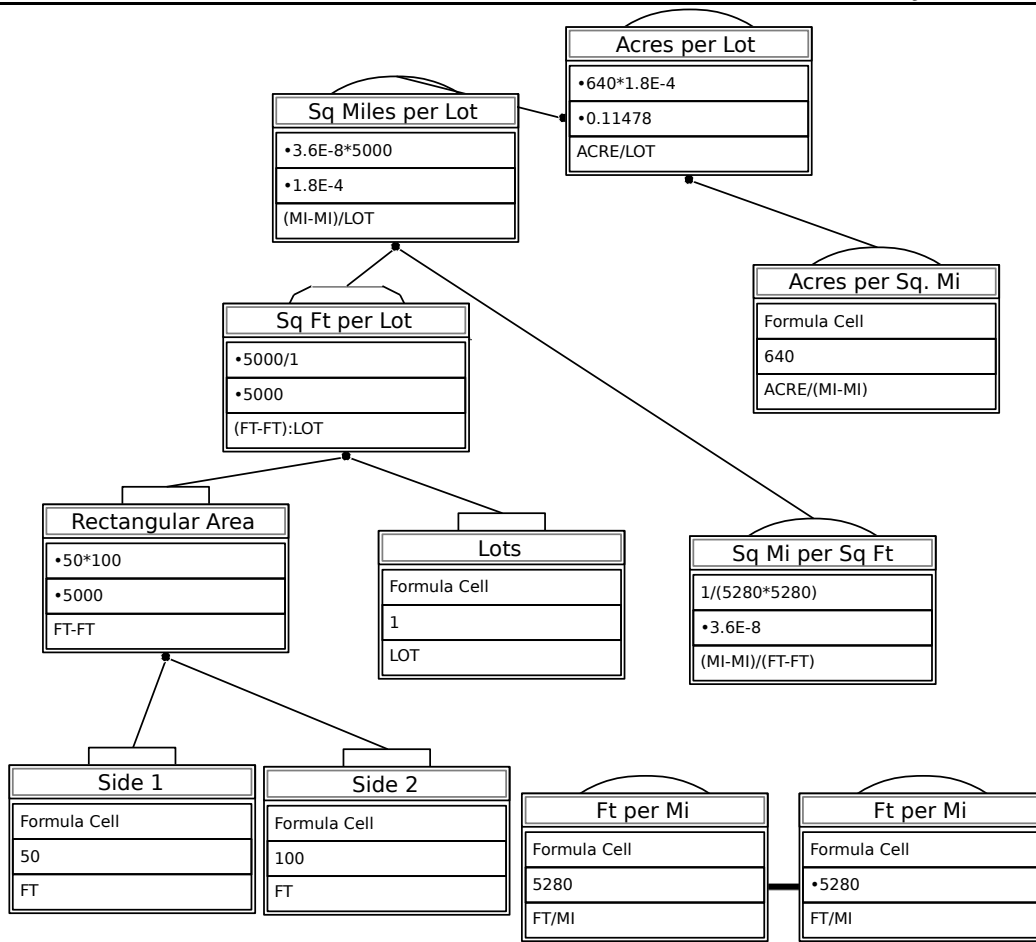 Acres per Lot
•640*1.8E-4
•0.11478
ACRE/LOT
Sq Miles per Lot
•3.6E-8*5000
•1.8E-4
(MI-MI)/LOT
Acres per Sq. Mi
Formula Cell
640
ACRE/(MI-MI)
Sq Ft per Lot
•5000/1
•5000
(FT-FT):LOT
Rectangular Area
•50*100
•5000
FT-FT
Lots
Formula Cell
1
LOT
Sq Mi per Sq Ft
1/(5280*5280)
•3.6E-8
(MI-MI)/(FT-FT)
Side 1
Formula Cell
50
FT
Side 2
Formula Cell
100
FT
Ft per Mi
Formula Cell
5280
FT/MI
Ft per Mi
Formula Cell
•5280
FT/MI